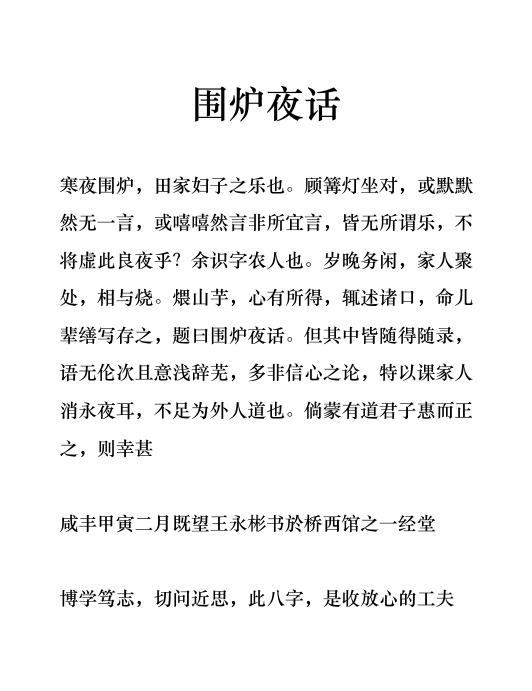 围炉夜话
寒夜围炉，田家妇子之乐也。顾篝灯坐对，或默默
然无一言，或嘻嘻然言非所宜言，皆无所谓乐，不
将虚此良夜乎？余识字农人也。岁晚务闲，家人聚
处，相与烧。煨山芋，心有所得，辄述诸口，命儿
辈缮写存之，题曰围炉夜话。但其中皆随得随录，
语无伦次且意浅辞芜，多非信心之论，特以课家人
消永夜耳，不足为外人道也。倘蒙有道君子惠而正
之，则幸甚
咸丰甲寅二月既望王永彬书於桥西馆之一经堂
博学笃志，切问近思，此八字，是收放心的工夫